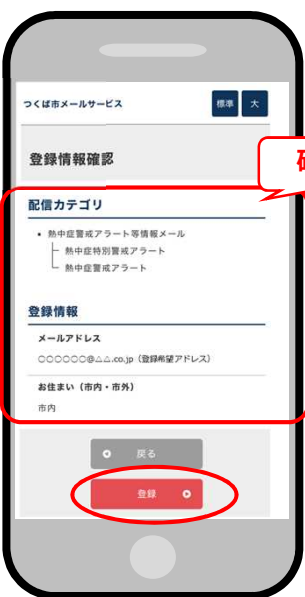 つくば市メールサービス
標準 大
登録情報確認
配信カテゴリ
• 熱中症警戒アラート等情報メール
├ 熱中症特別警戒アラート
└ 熱中症警戒アラート
登録情報
メールアドレス
〇〇〇〇〇〇@△△.co.jp（登録希望アドレス）
お住まい（市内・市外）
市内
戻る
登録